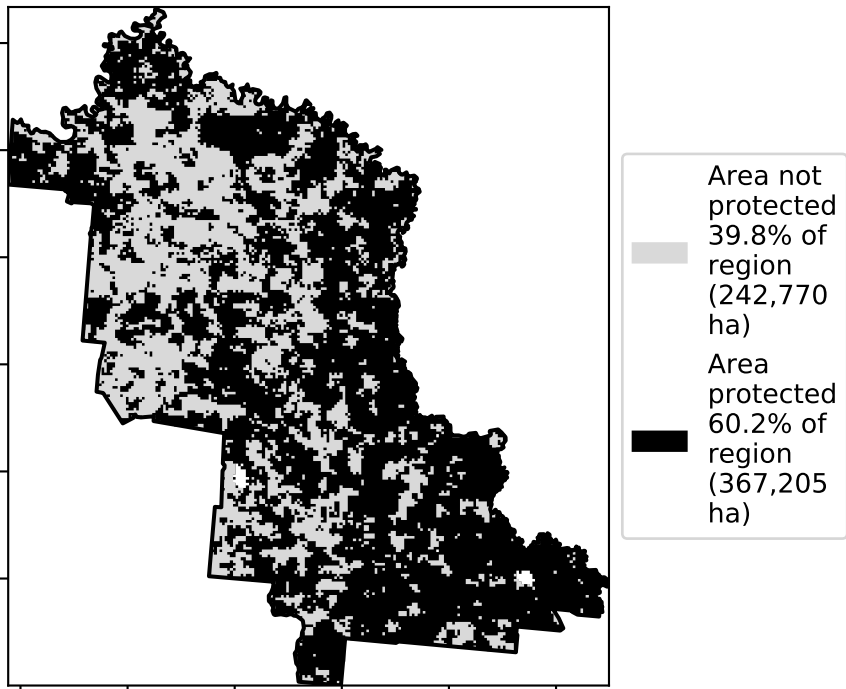 Area not
protected
39.8% of
region
(242,770
ha)
Area
protected
60.2% of
region
(367,205
ha)